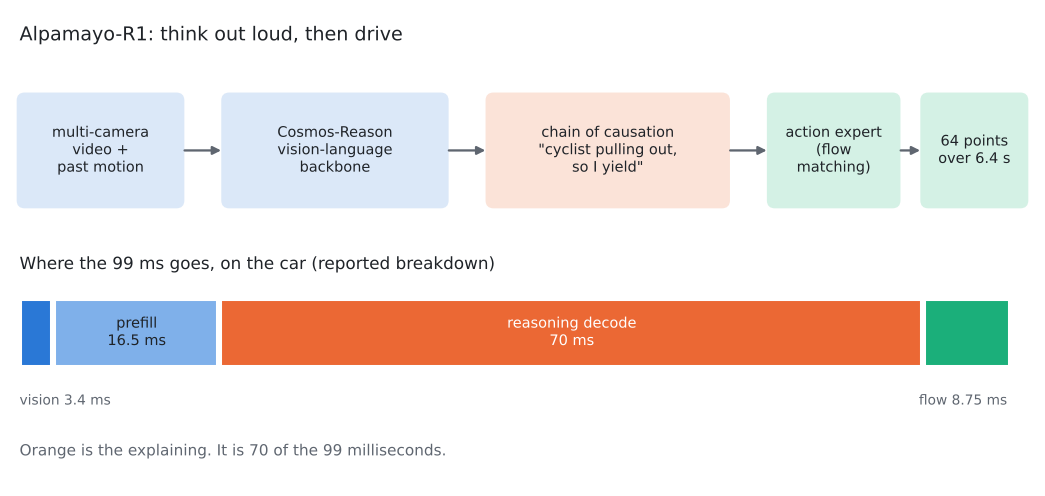 Alpamayo-R1: think out loud, then drive
multi-camera
video +
past motion
Cosmos-Reason
vision-language
backbone
chain of causation
"cyclist pulling out,
so I yield"
action expert
(flow
matching)
64 points
over 6.4 s
Where the 99 ms goes, on the car (reported breakdown)
prefill
16.5 ms
reasoning decode
70 ms
vision 3.4 ms
flow 8.75 ms
Orange is the explaining. It is 70 of the 99 milliseconds.